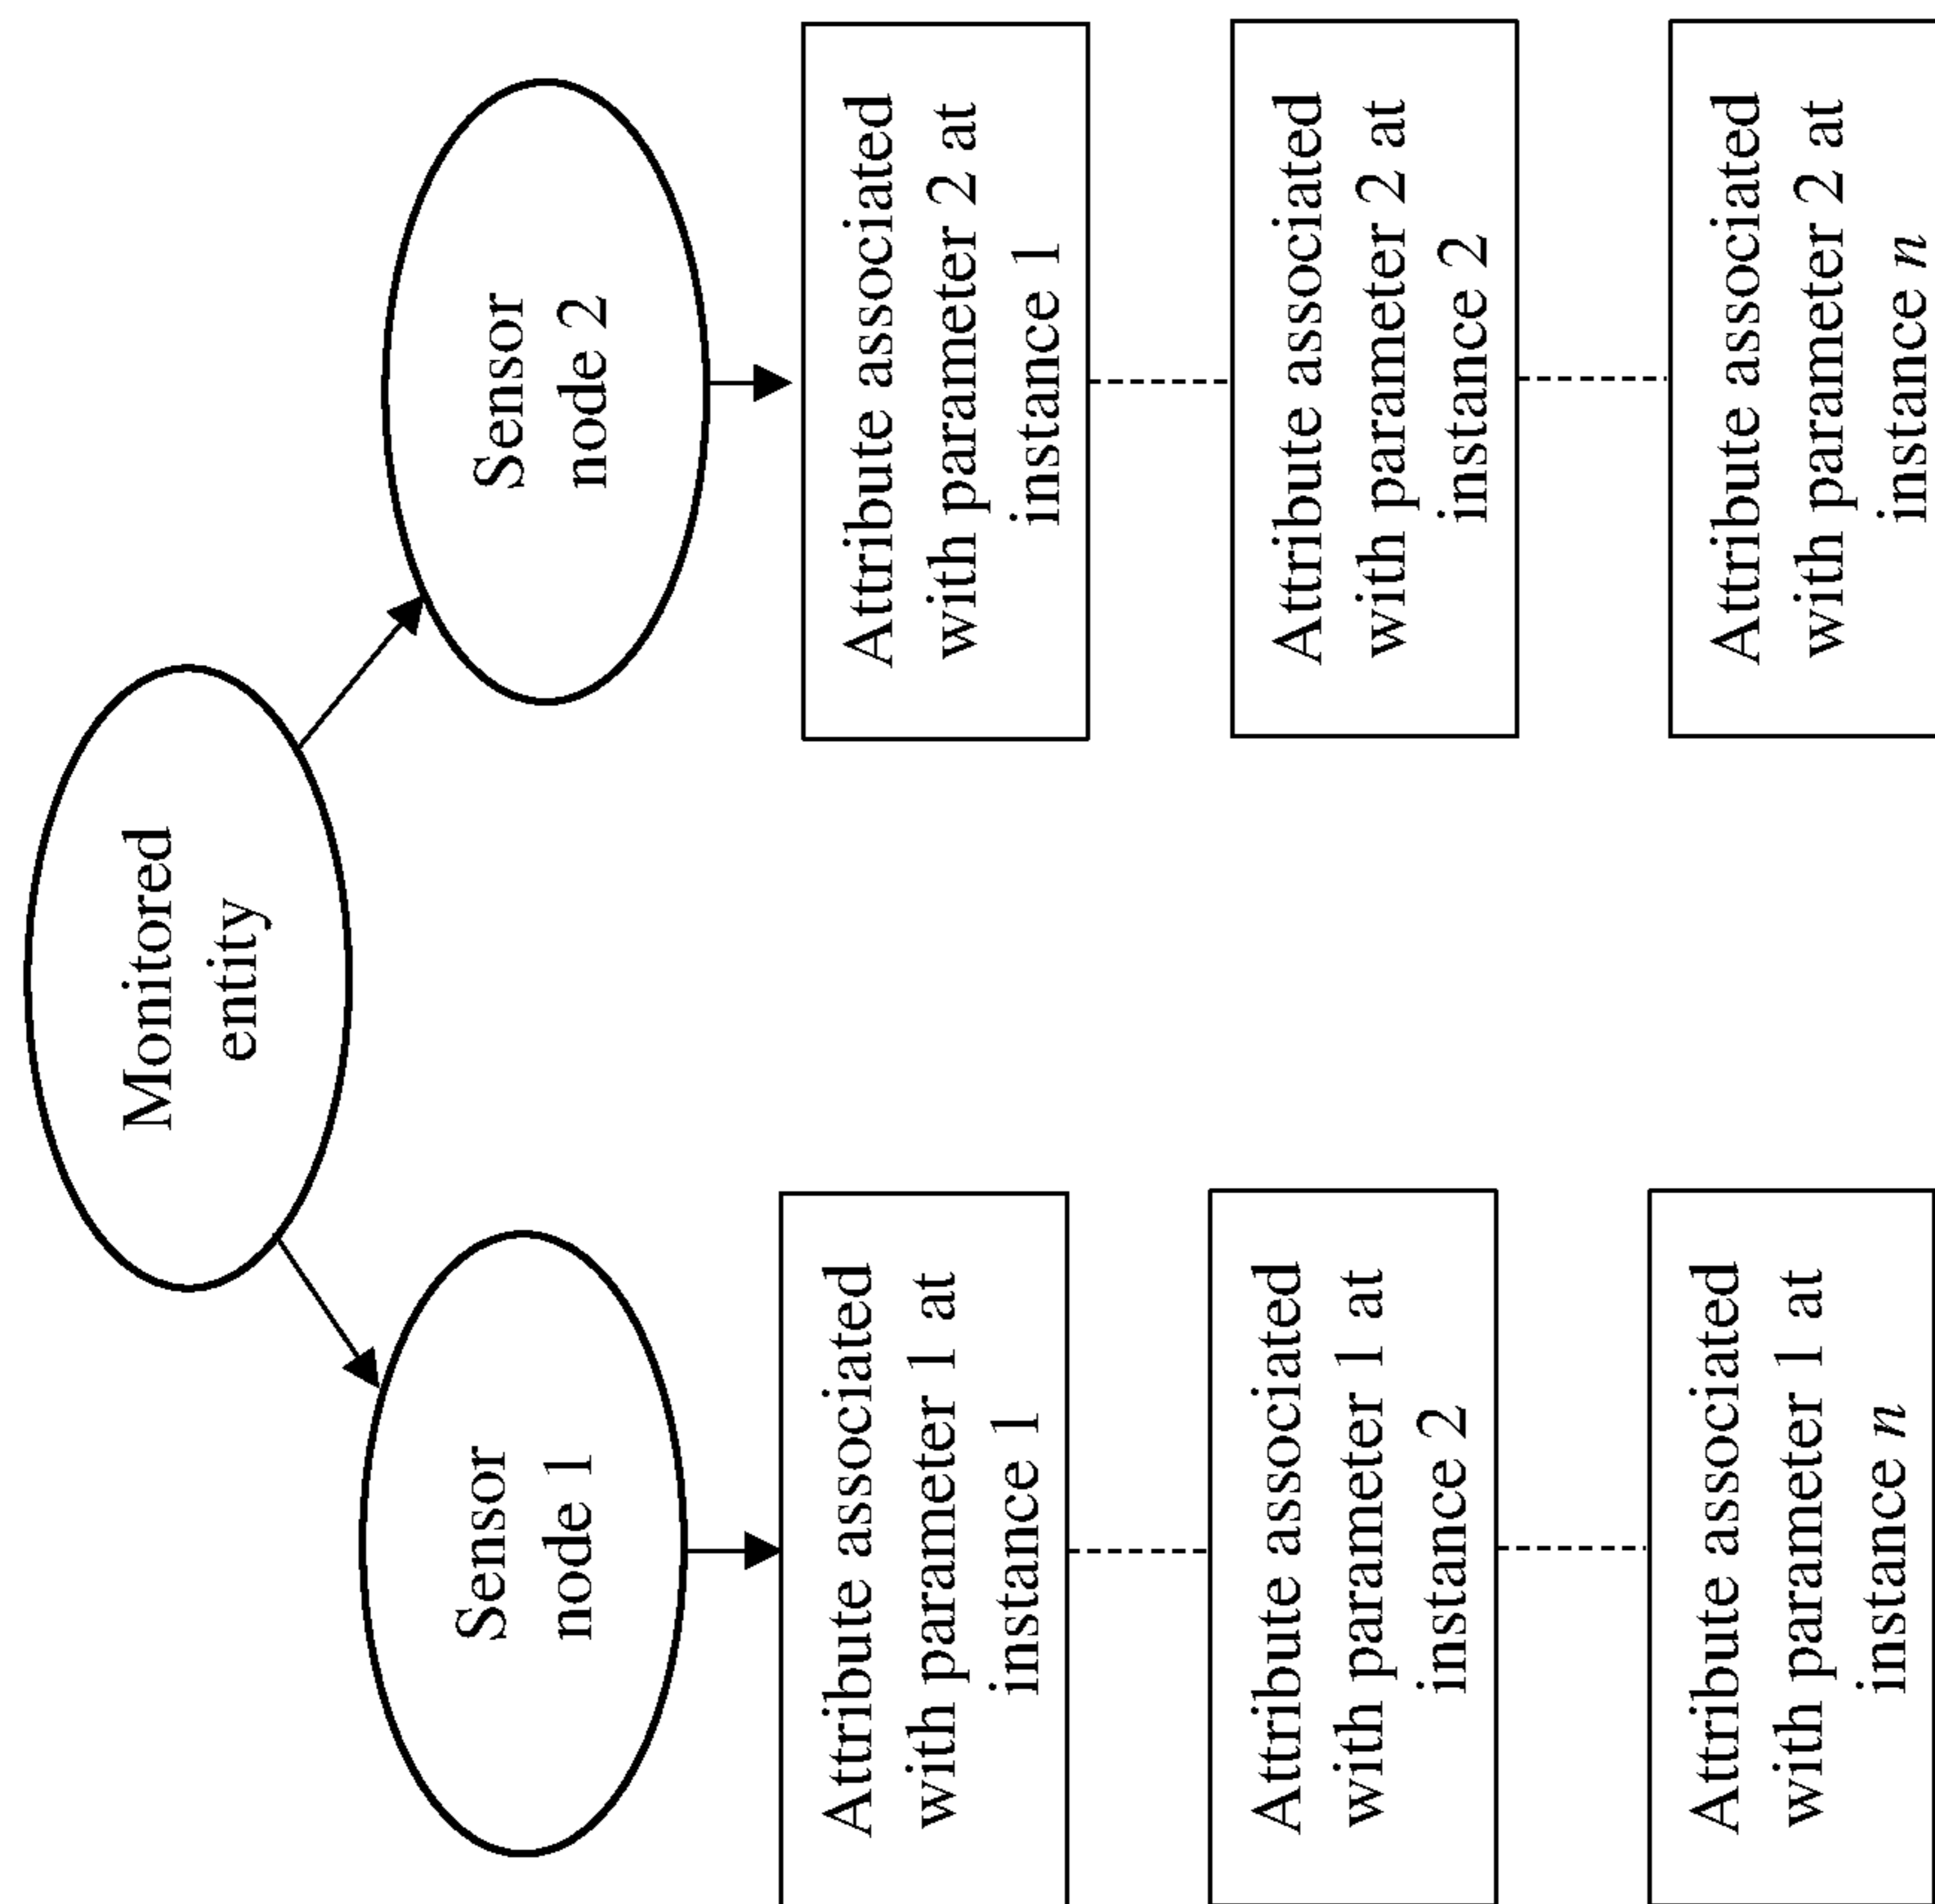 Monitored
entity
Sensor
node 1
Sensor
node 2
Attribute associated
with parameter 1 at
instance 1
Attribute associated
with parameter 2 at
instance 1
Attribute associated
with parameter 1 at
instance 2
Attribute associated
with parameter 2 at
instance 2
Attribute associated
with parameter 1 at
instance n
Attribute associated
with parameter 2 at
instance n